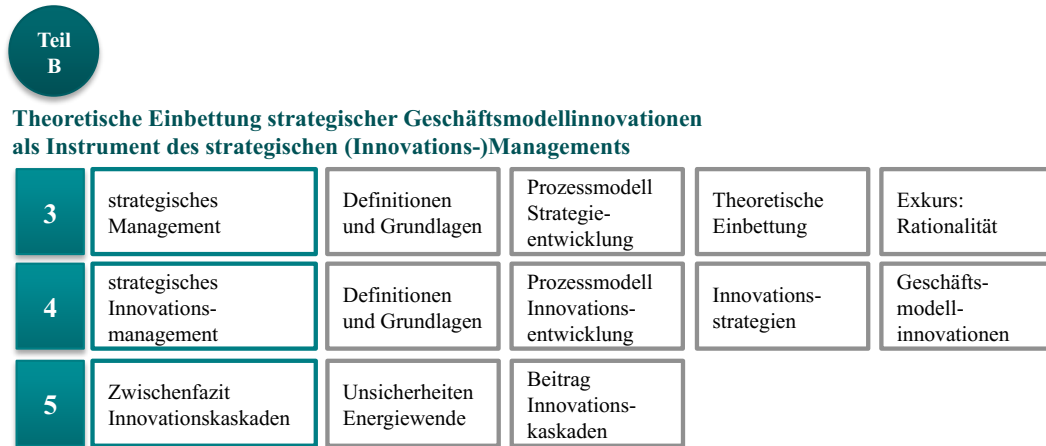 Teil
B
Theoretische Einbettung strategischer Geschäftsmodellinnovationen
als Instrument des strategischen (Innovations-)Managements
3
strategisches
Management
Definitionen
und Grundlagen
Prozessmodell
Strategie-
entwicklung
Theoretische
Einbettung
Exkurs:
Rationalität
4
strategisches
Innovations-
management
Definitionen
und Grundlagen
Prozessmodell
Innovations-
entwicklung
Innovations-
strategien
Geschäfts-
modell-
innovationen
5
Zwischenfazit
Innovationskaskaden
Unsicherheiten
Energiewende
Beitrag
Innovations-
kaskaden